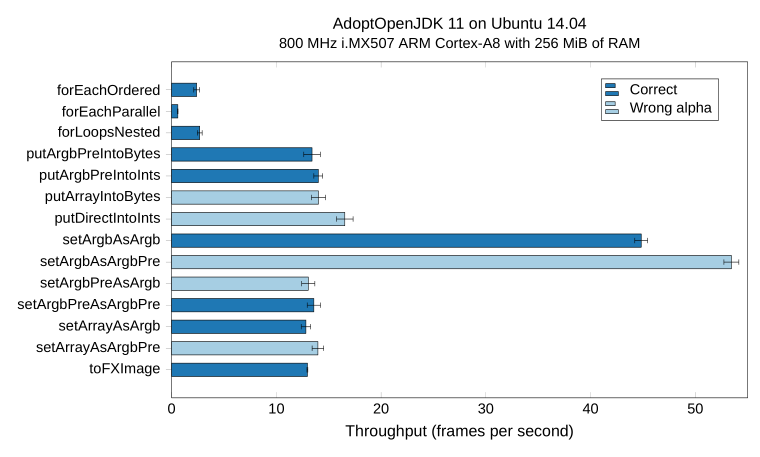 AdoptOpenJDK 11 on Ubuntu 14.04
800 MHz i.MX507 ARM Cortex-A8 with 256 MiB of RAM
Correct
Wrong alpha
forEachOrdered
forEachParallel
forLoopsNested
putArgbPreIntoBytes
putArgbPreIntoInts
putArrayIntoBytes
putDirectIntoInts
setArgbAsArgb
setArgbAsArgbPre
setArgbPreAsArgb
setArgbPreAsArgbPre
setArrayAsArgb
setArrayAsArgbPre
toFXImage
0 10 20 30 40 50
Throughput (frames per second)